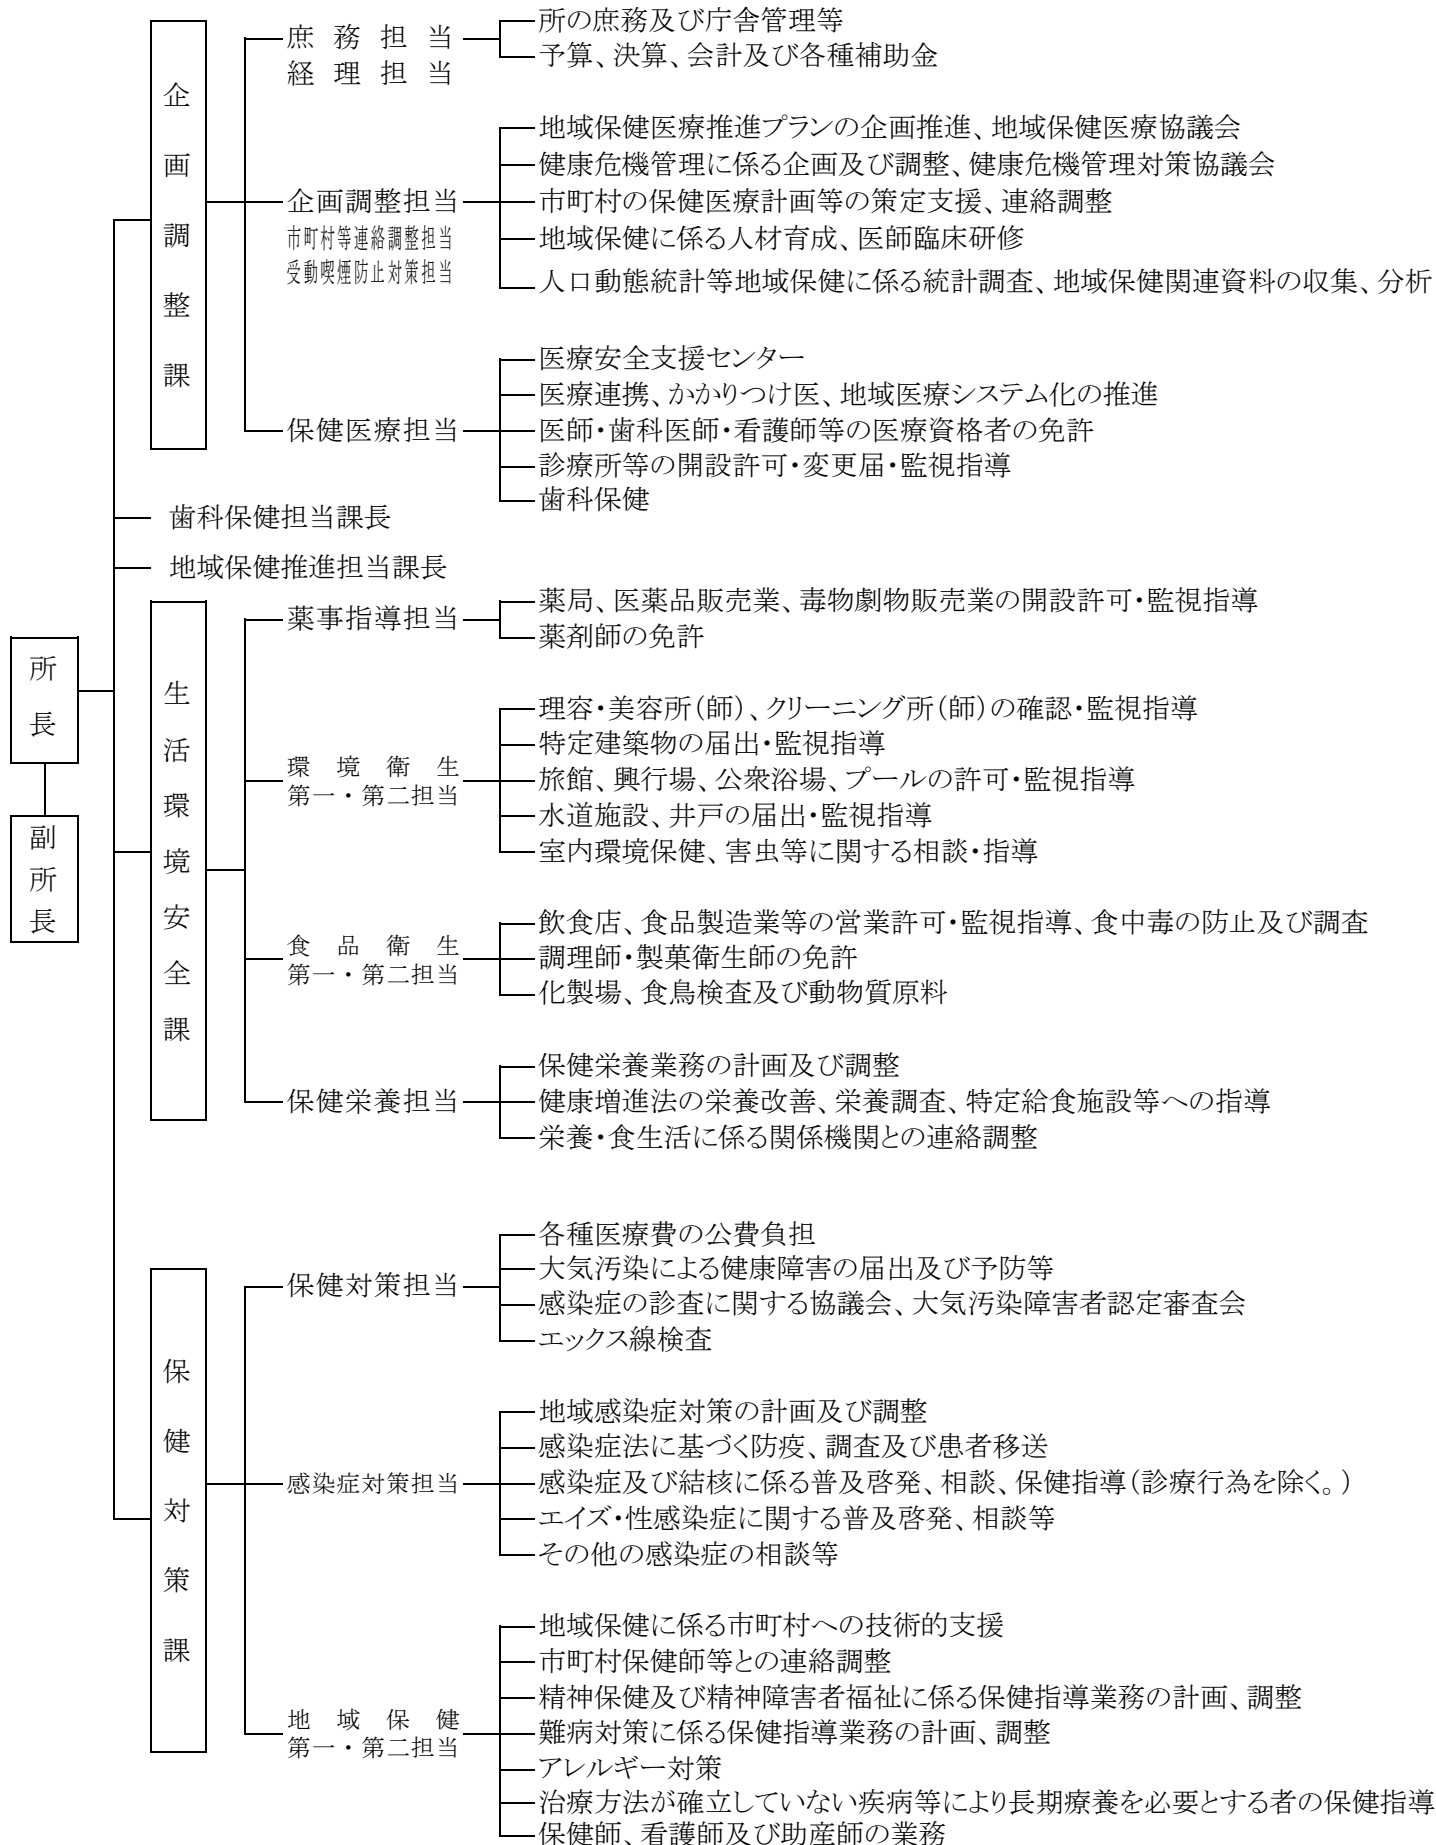 所長
副所長
企画調整課
庶務担当
経理担当
所の庶務及び庁舎管理等
予算、決算、会計及び各種補助金
企画調整担当
市町村等連絡調整担当
受動喫煙防止対策担当
地域保健医療推進プランの企画推進、地域保健医療協議会
健康危機管理に係る企画及び調整、健康危機管理対策協議会
市町村の保健医療計画等の策定支援、連絡調整
地域保健に係る人材育成、医師臨床研修
人口動態統計等地域保健に係る統計調査、地域保健関連資料の収集、分析
保健医療担当
医療安全支援センター
医療連携、かかりつけ医、地域医療システム化の推進
医師・歯科医師・看護師等の医療資格者の免許
診療所等の開設許可・変更届・監視指導
歯科保健
歯科保健担当課長
地域保健推進担当課長
生活環境安全課
薬事指導担当
薬局、医薬品販売業、毒物劇物販売業の開設許可・監視指導
薬剤師の免許
環境衛生
第一・第二担当
理容・美容所（師）、クリーニング所（師）の確認・監視指導
特定建築物の届出・監視指導
旅館、興行場、公衆浴場、プールの許可・監視指導
水道施設、井戸の届出・監視指導
室内環境保健、害虫等に関する相談・指導
食品衛生
第一・第二担当
飲食店、食品製造業等の営業許可・監視指導、食中毒の防止及び調査
調理師・製菓衛生師の免許
化製場、食鳥検査及び動物質原料
保健栄養担当
保健栄養業務の計画及び調整
健康増進法の栄養改善、栄養調査、特定給食施設等への指導
栄養・食生活に係る関係機関との連絡調整
保健対策課
保健対策担当
各種医療費の公費負担
大気汚染による健康障害の届出及び予防等
感染症の診査に関する協議会、大気汚染障害者認定審査会
エックス線検査
感染症対策担当
地域感染症対策の計画及び調整
感染症法に基づく防疫、調査及び患者移送
感染症及び結核に係る普及啓発、相談、保健指導（診療行為を除く。）
エイズ・性感染症に関する普及啓発、相談等
その他の感染症の相談等
地域保健
第一・第二担当
地域保健に係る市町村への技術的支援
市町村保健師等との連絡調整
精神保健及び精神障害者福祉に係る保健指導業務の計画、調整
難病対策に係る保健指導業務の計画、調整
アレルギー対策
治療方法が確立していない疾病等により長期療養を必要とする者の保健指導
保健師、看護師及び助産師の業務